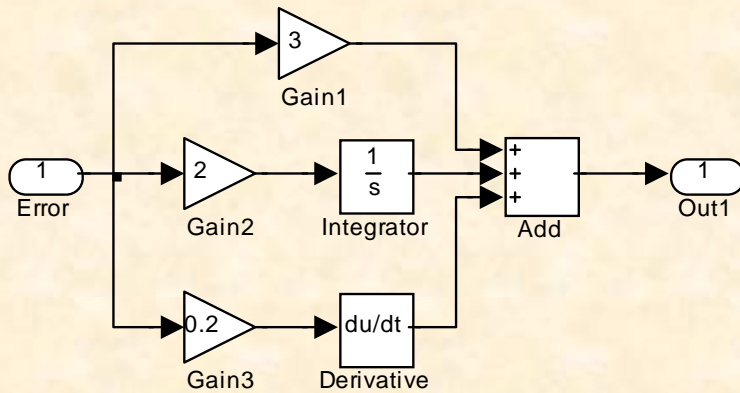 3
Gain1
1
Error
2
Gain2
1
s
Integrator
+
+
+
Add
1
Out1
0.2
Gain3
du/dt
Derivative